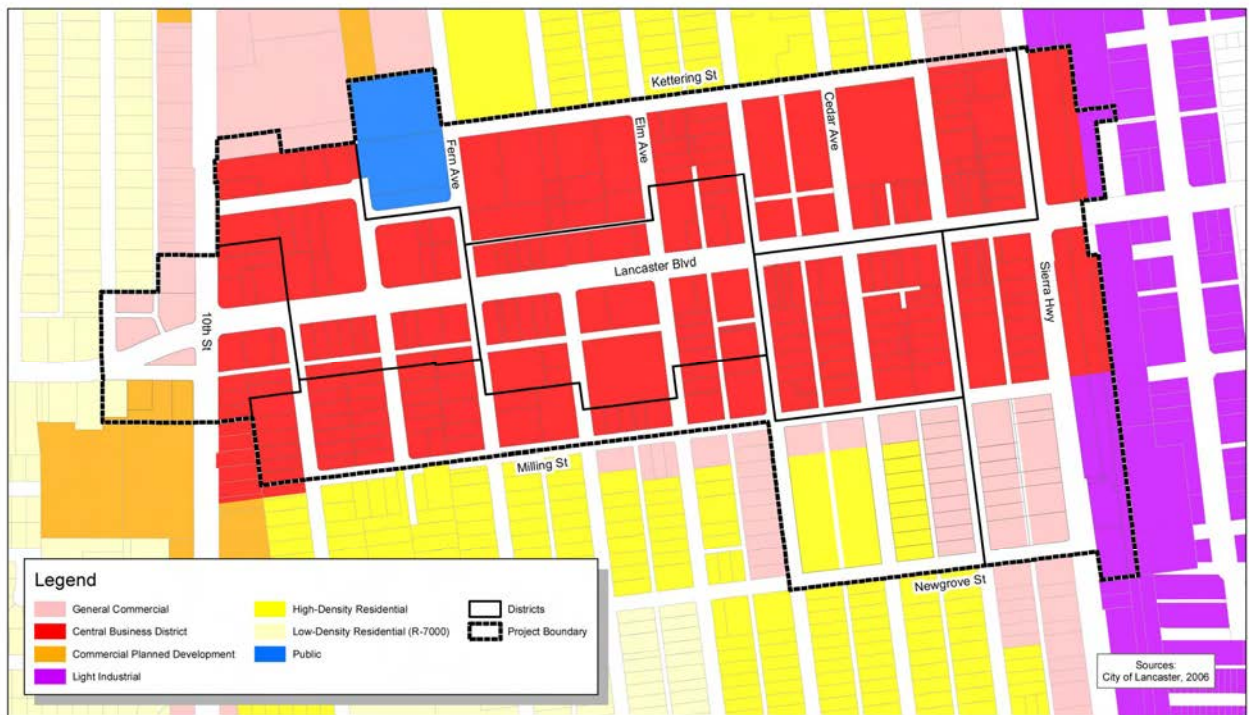 Kettering St
Fern Ave
Elm Ave
Cedar Ave
Lancaster Blvd
10th St
Sierra Hwy
Milling St
Newgrove St
Legend
General Commercial
Central Business District
Commercial Planned Development
Light Industrial
High-Density Residential
Low-Density Residential (R-7000)
Public
Districts
Project Boundary
Sources:
City of Lancaster, 2006